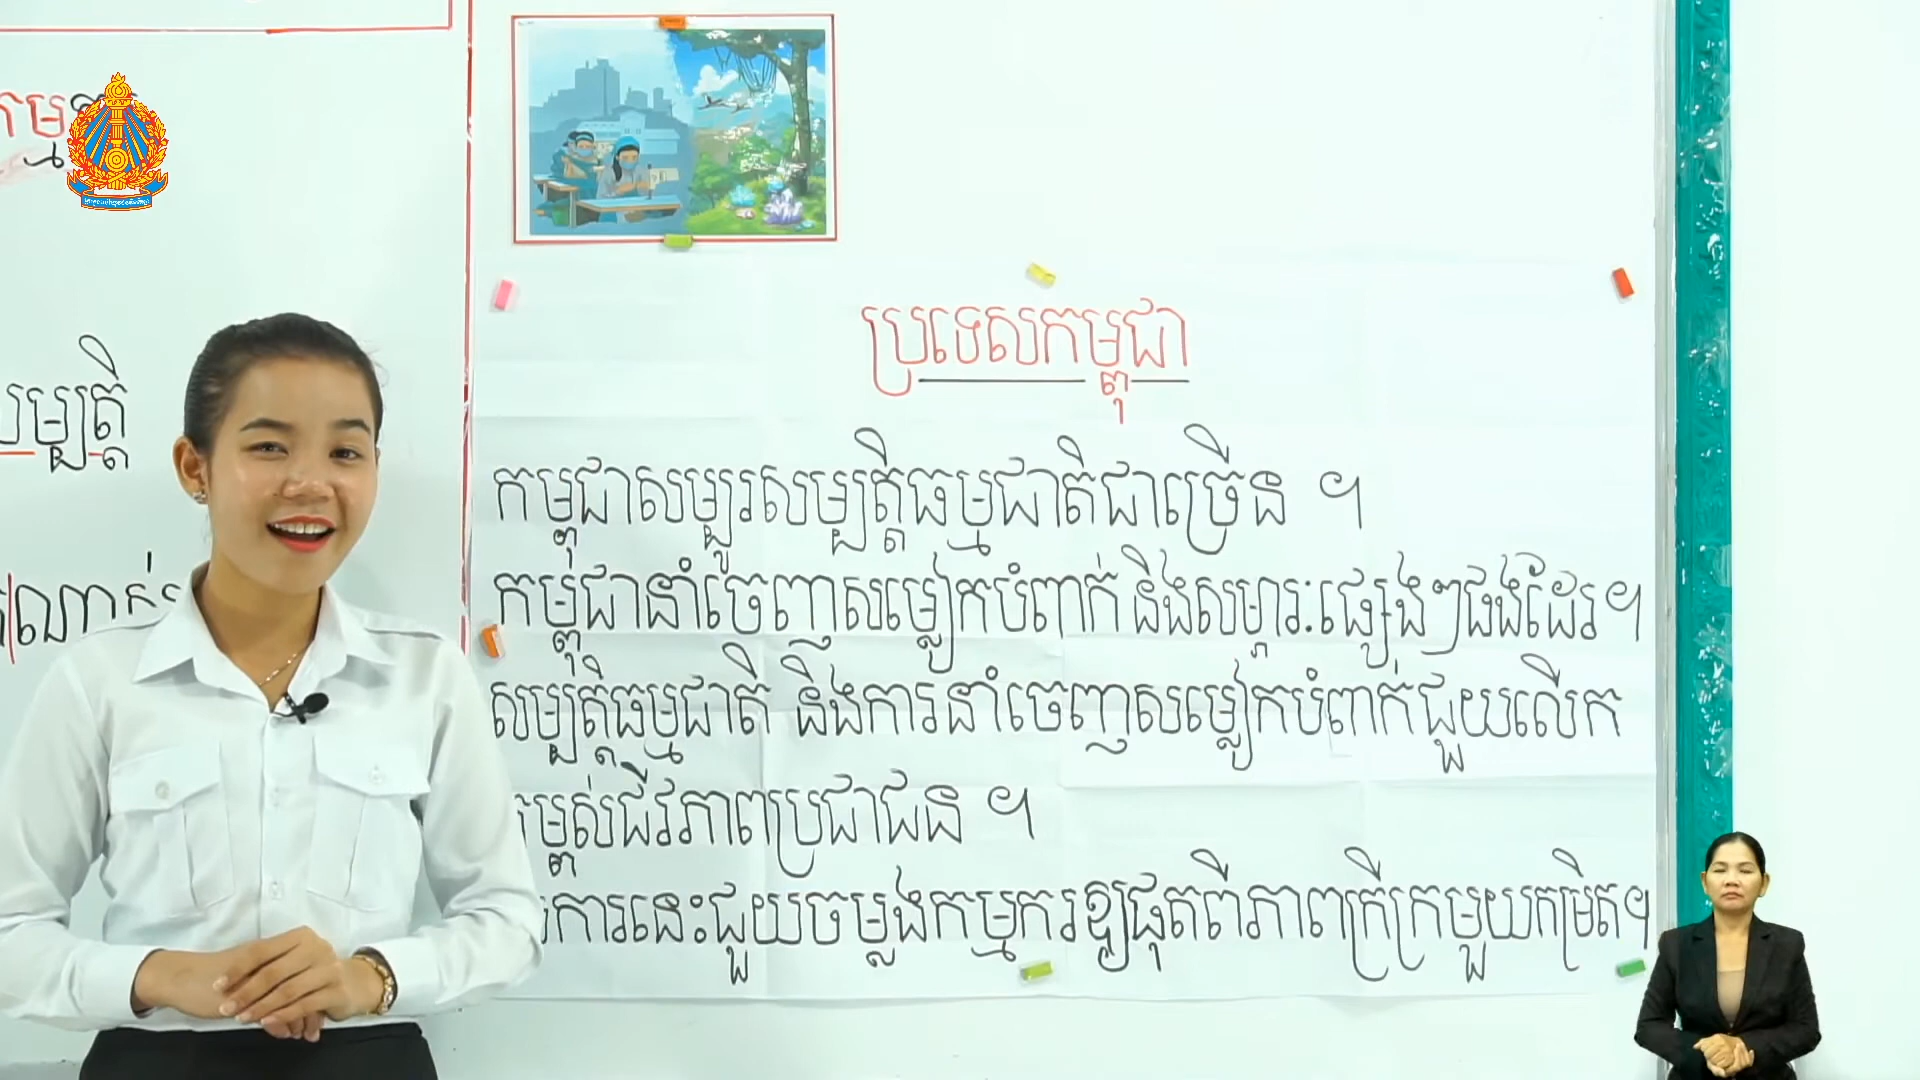 ប្រទេសកម្ពុជា
កម្ពុជាសម្បូរសម្បត្តិធម្មជាតិជាច្រើន ។
កម្ពុជានាំចេញសម្លៀកបំពាក់ និងសម្ភារៈផ្សេងៗផងដែរ។
សម្បត្តិធម្មជាតិ និងការនាំចេញសម្លៀកបំពាក់ជួយលើក
កម្ពស់ជីវភាពប្រជាជន ។
ការនេះជួយចម្លងកម្មករឱ្យផុតពីភាពក្រីក្រមួយកម្រិត។
សម្បត្តិ